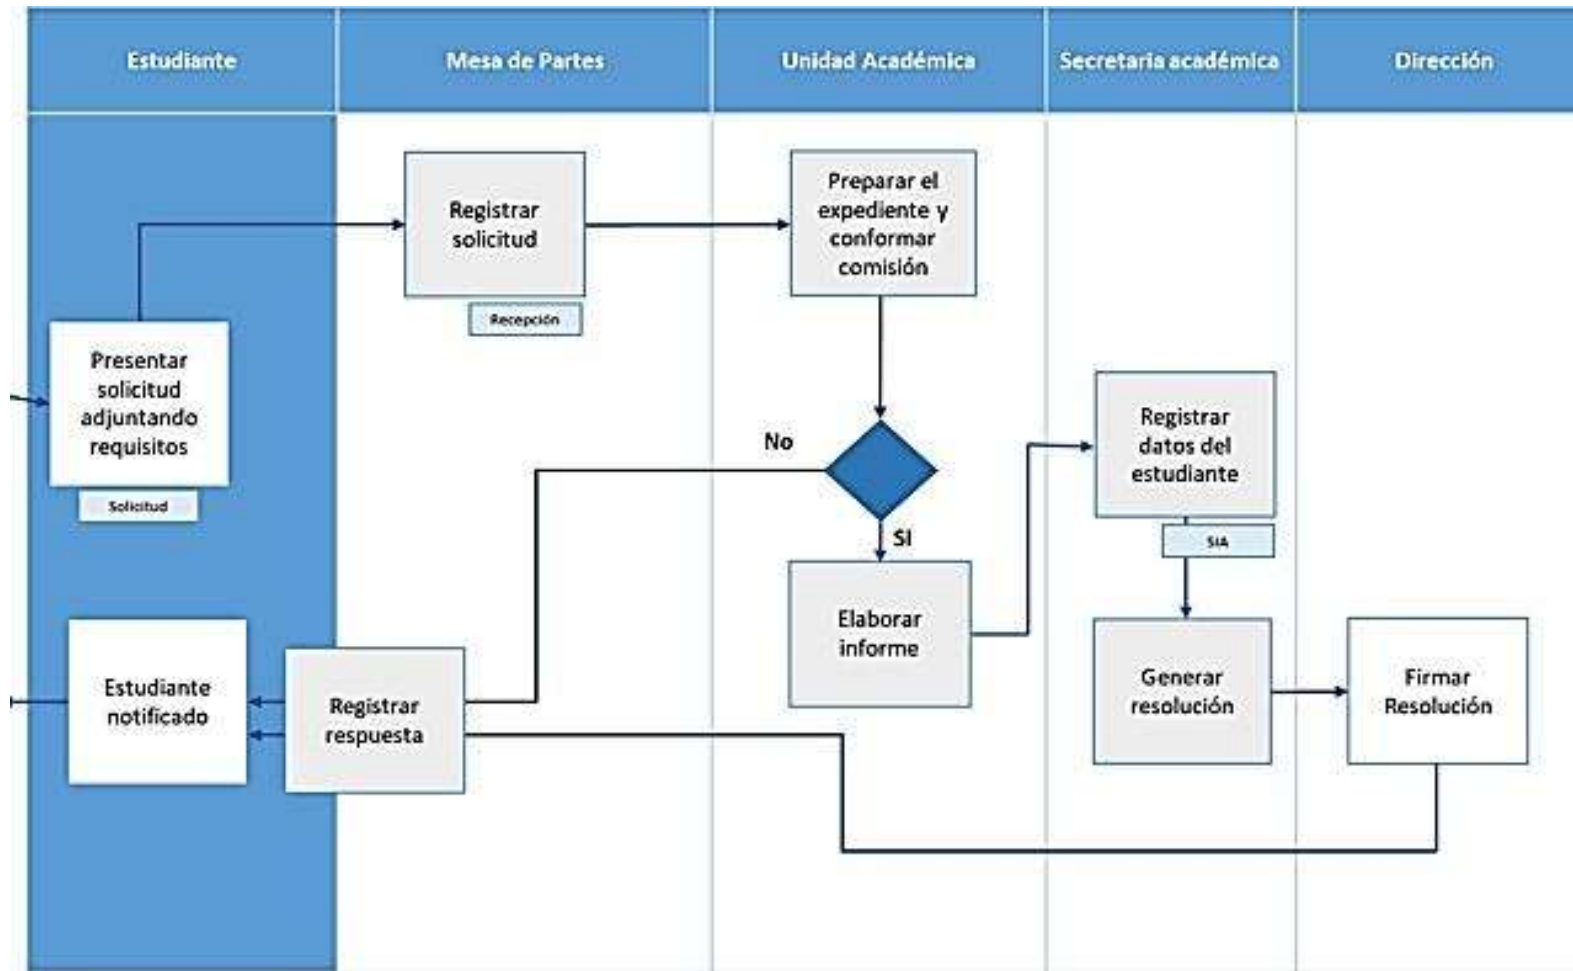 Estudiante
Mesa de Partes
Unidad Académica
Secretaria académica
Dirección
Presentar
solicitud
adjuntando
requisitos
Solicitud
Registrar
solicitud
Recepción
Preparar el
expediente y
conformar
comisión
No
SI
Elaborar
informe
Registrar
datos del
estudiante
SIA
Generar
resolución
Firmar
Resolución
Registrar
respuesta
Estudiante
notificado